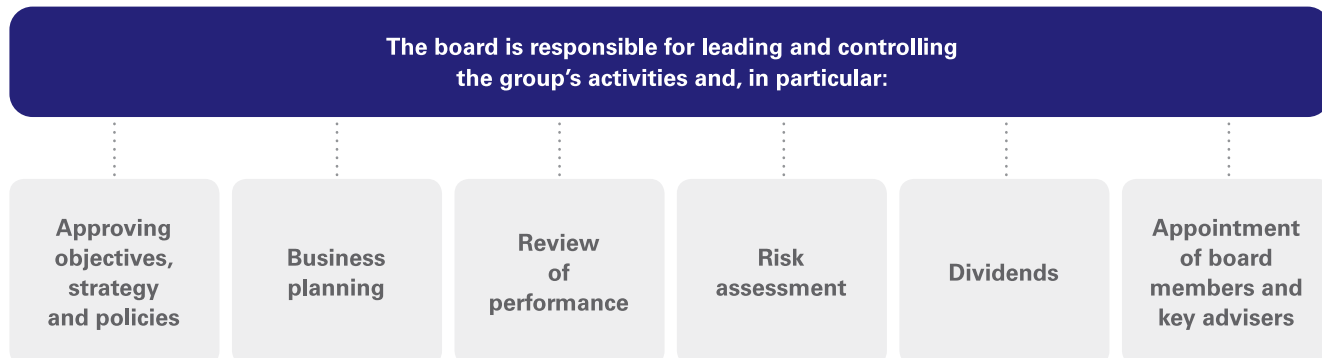 The board is responsible for leading and controlling
the group’s activities and, in particular:
Approving
objectives,
strategy
and policies
Business
planning
Review
of
performance
Risk
assessment
Dividends
Appointment
of board
members and
key advisers